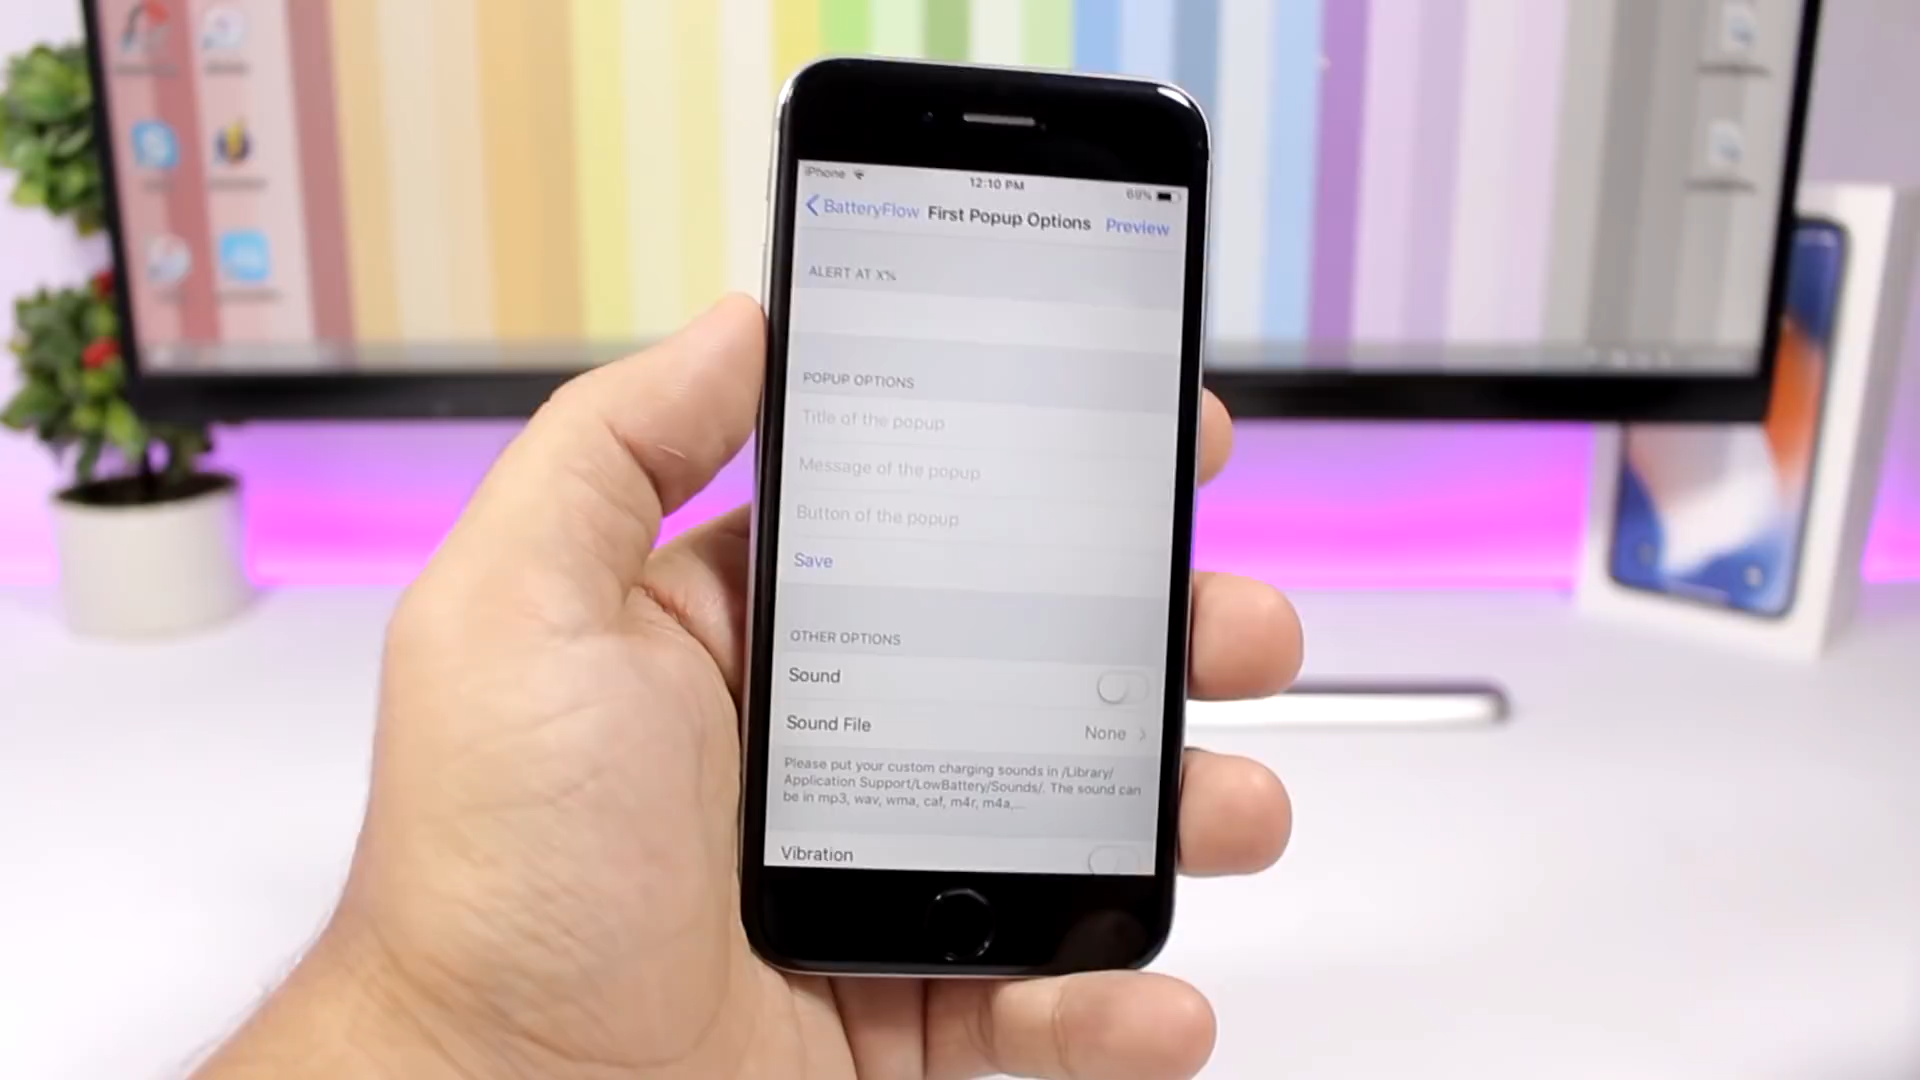 iPhone
12:10 PM
69%
BatteryFlow
First Popup Options
Preview
ALERT AT X%
POPUP OPTIONS
Title of the popup
Message of the popup
Button of the popup
Save
OTHER OPTIONS
Sound
Sound File
None
Please put your custom charging sounds in /Library/
Application Support/LowBattery/Sounds/. The sound can
be in mp3, wav, wma, caf, m4r, m4a,...
Vibration